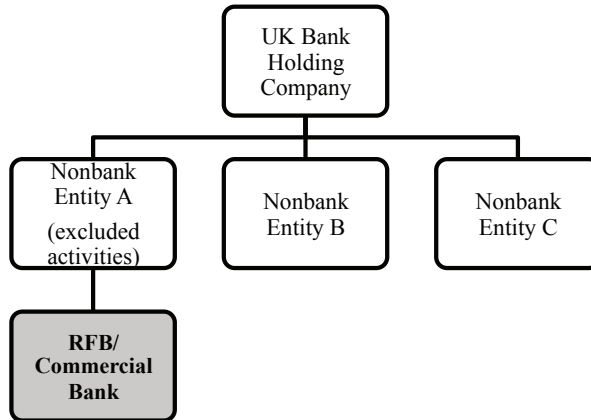 UK Bank
Holding
Company
Nonbank
Entity A
(excluded
activities)
Nonbank
Entity B
Nonbank
Entity C
RFB/
Commercial
Bank